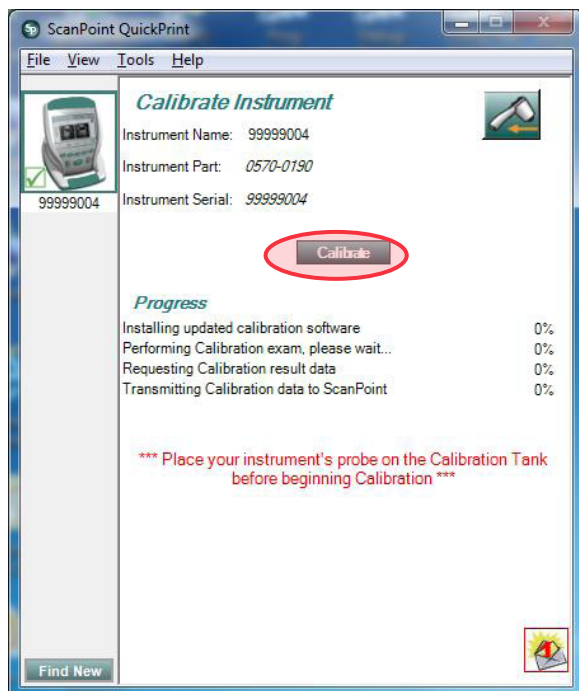 ScanPoint QuickPrint
File View Tools Help
Calibrate Instrument
Instrument Name: 99999004
Instrument Part: 0570-0190
99999004
Instrument Serial: 99999004
Calibrate
Progress
Installing updated calibration software 0%
Performing Calibration exam, please wait... 0%
Requesting Calibration result data 0%
Transmitting Calibration data to ScanPoint 0%
*** Place your instrument's probe on the Calibration Tank
before beginning Calibration ***
Find New